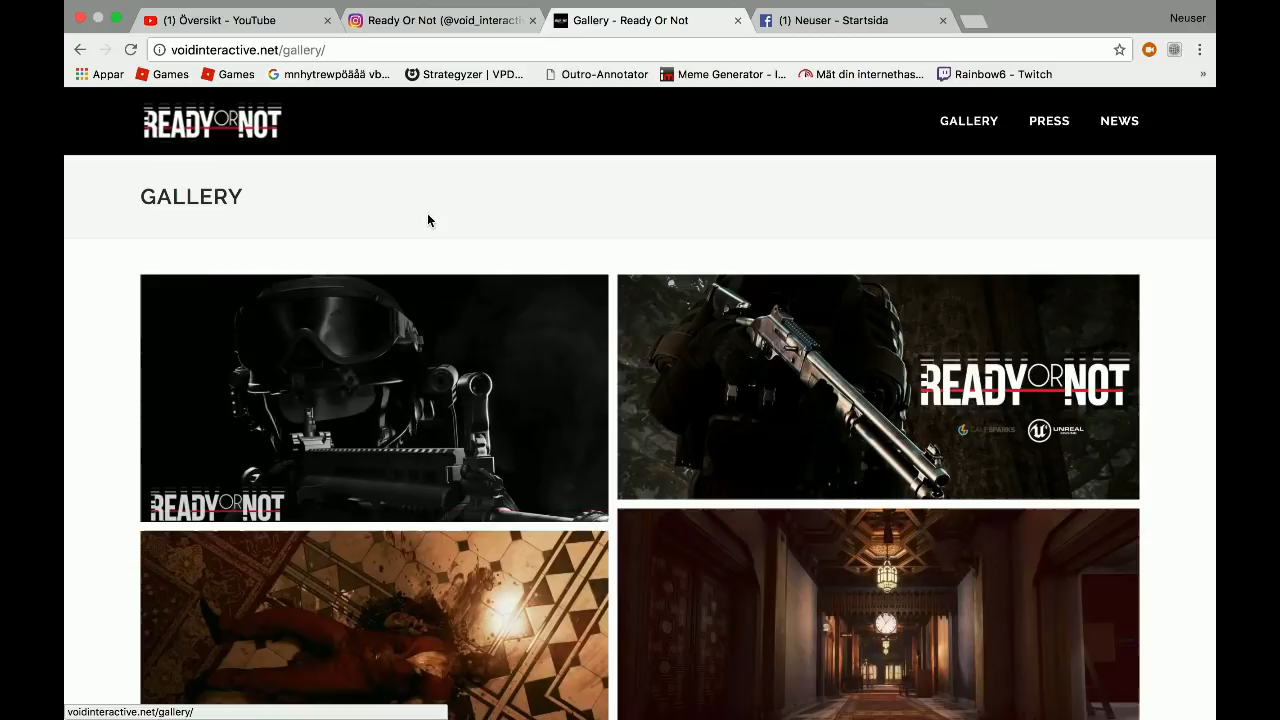 (1) Översikt - YouTube
Ready Or Not (@void_interacti
Gallery - Ready Or Not
(1) Neuser - Startsida
Neuser
voidinteractive.net/gallery/
Appar
Games
Games
mnhytrewpöäåä vb...
Strategyzer | VPD...
Outro-Annotator
Meme Generator - I...
Mät din internethas...
Rainbow6 - Twitch
»
READY OR NOT
GALLERY
PRESS
NEWS
GALLERY
READY OR NOT
GAMESPARKS
UNREAL
READY OR NOT
voidinteractive.net/gallery/